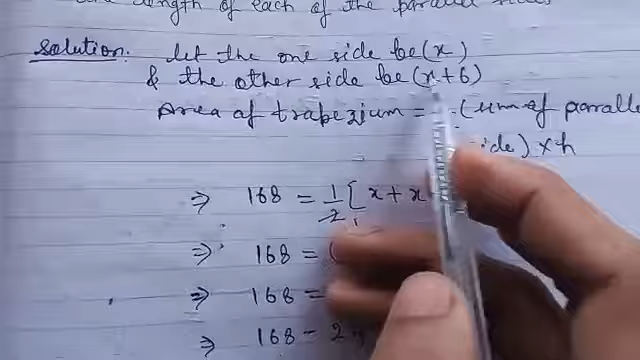 length of each of the parallel sides
Solution. Let the one side be (x)
& the other side be (x+6)
Area of trapezium = (sum of paralle
side) × h
⇒ 168 = 1/2 [ x + x
⇒ 168 = (
⇒ 168 =
⇒ 168 = 2